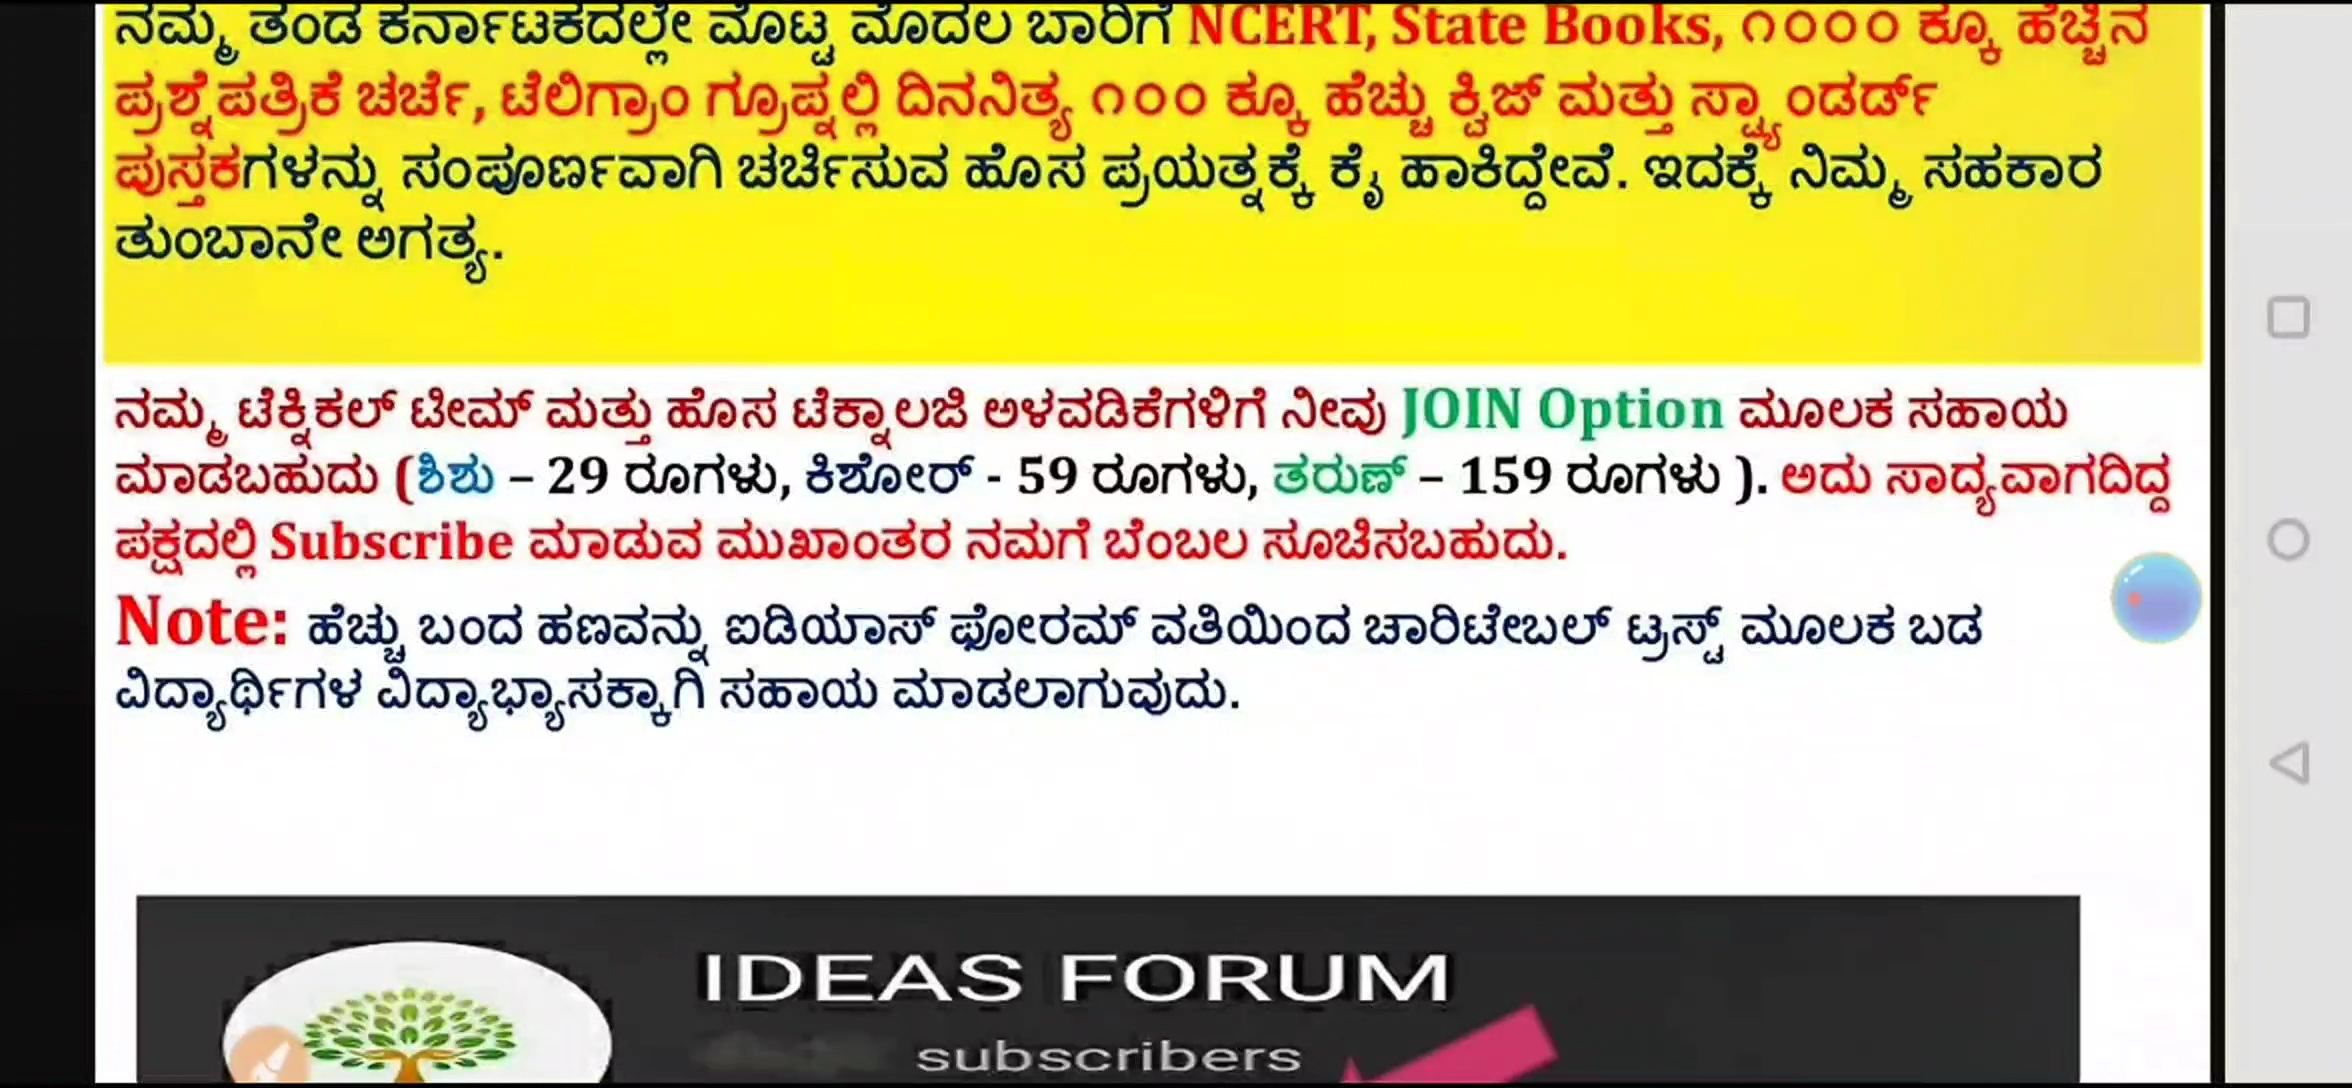 ನಮ್ಮ ತಂಡ ಕರ್ನಾಟಕದಲ್ಲೇ ಮೊಟ್ಟ ಮೊದಲ ಬಾರಿಗೆ NCERT, State Books, ೧೦೦೦ ಕ್ಕೂ ಹೆಚ್ಚಿನ
ಪ್ರಶ್ನೆಪತ್ರಿಕೆ ಚರ್ಚೆ, ಟೆಲಿಗ್ರಾಂ ಗ್ರೂಪ್ನಲ್ಲಿ ದಿನನಿತ್ಯ ೧೦೦ ಕ್ಕೂ ಹೆಚ್ಚು ಕ್ವಿಜ್ ಮತ್ತು ಸ್ಟ್ಯಾಂಡರ್ಡ್
ಪುಸ್ತಕಗಳನ್ನು ಸಂಪೂರ್ಣವಾಗಿ ಚರ್ಚಿಸುವ ಹೊಸ ಪ್ರಯತ್ನಕ್ಕೆ ಕೈ ಹಾಕಿದ್ದೇವೆ. ಇದಕ್ಕೆ ನಿಮ್ಮ ಸಹಕಾರ
ತುಂಬಾನೇ ಅಗತ್ಯ.
ನಮ್ಮ ಟೆಕ್ನಿಕಲ್ ಟೀಮ್ ಮತ್ತು ಹೊಸ ಟೆಕ್ನಾಲಜಿ ಅಳವಡಿಕೆಗಳಿಗೆ ನೀವು JOIN Option ಮೂಲಕ ಸಹಾಯ
ಮಾಡಬಹುದು (ಶಿಶು – 29 ರೂಗಳು, ಕಿಶೋರ್ - 59 ರೂಗಳು, ತರುಣ್ – 159 ರೂಗಳು ). ಅದು ಸಾದ್ಯವಾಗದಿದ್ದ
ಪಕ್ಷದಲ್ಲಿ Subscribe ಮಾಡುವ ಮುಖಾಂತರ ನಮಗೆ ಬೆಂಬಲ ಸೂಚಿಸಬಹುದು.
Note: ಹೆಚ್ಚು ಬಂದ ಹಣವನ್ನು ಐಡಿಯಾಸ್ ಫೋರಮ್ ವತಿಯಿಂದ ಚಾರಿಟೇಬಲ್ ಟ್ರಸ್ಟ್ ಮೂಲಕ ಬಡ
ವಿದ್ಯಾರ್ಥಿಗಳ ವಿದ್ಯಾಭ್ಯಾಸಕ್ಕಾಗಿ ಸಹಾಯ ಮಾಡಲಾಗುವುದು.
IDEAS FORUM
subscribers